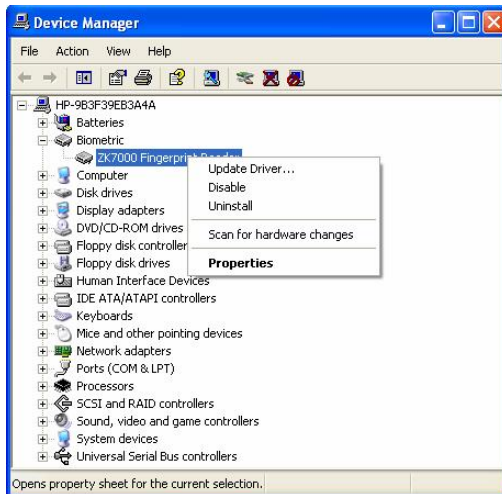 Device Manager
File Action View Help
HP-9B3F39EB3A4A
Batteries
Biometric
ZK7000 Fingerprint Reader
Update Driver...
Disable
Uninstall
Scan for hardware changes
Properties
Computer
Disk drives
Display adapters
DVD/CD-ROM drives
Floppy disk controller
Floppy disk drives
Human Interface Devices
IDE ATA/ATAPI controllers
Keyboards
Mice and other pointing devices
Network adapters
Ports (COM & LPT)
Processors
SCSI and RAID controllers
Sound, video and game controllers
System devices
Universal Serial Bus controllers
Opens property sheet for the current selection.